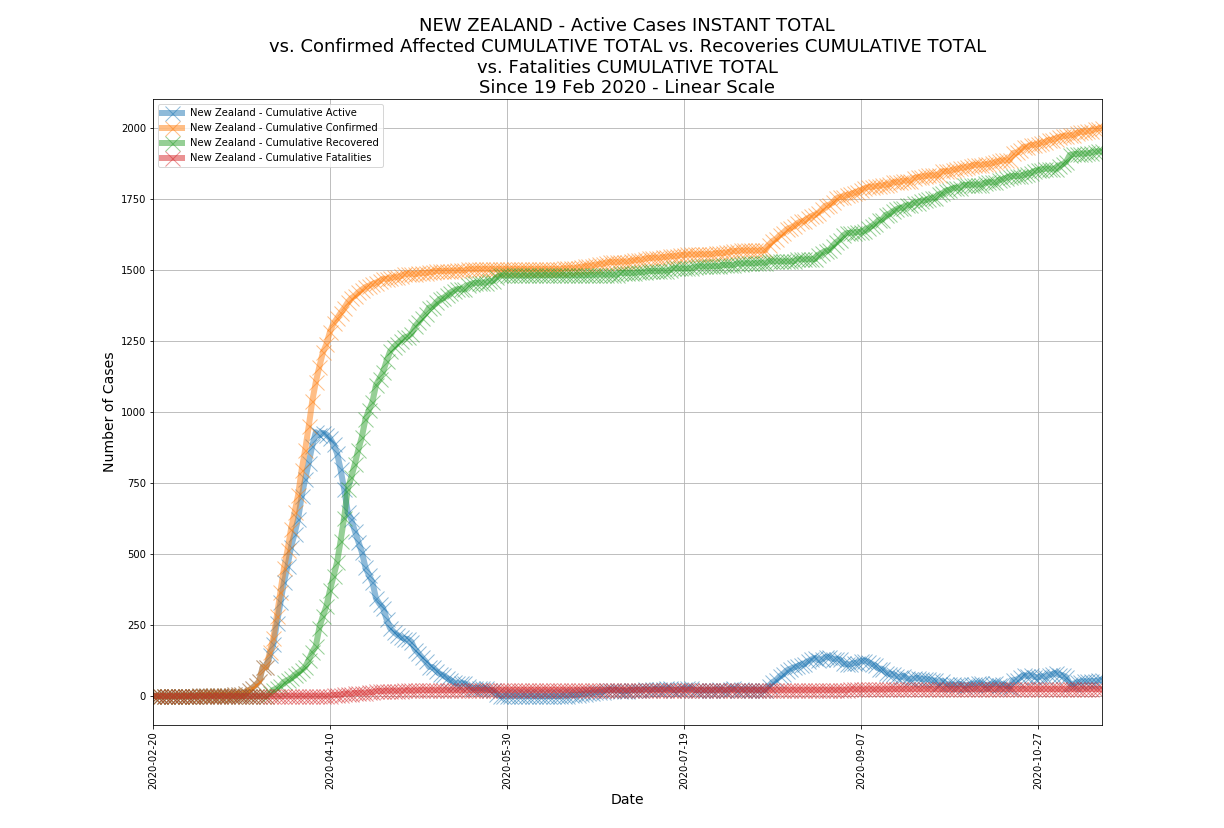 NEW ZEALAND - Active Cases INSTANT TOTAL
vs. Confirmed Affected CUMULATIVE TOTAL vs. Recoveries CUMULATIVE TOTAL
vs. Fatalities CUMULATIVE TOTAL
Since 19 Feb 2020 - Linear Scale
New Zealand - Cumulative Active
New Zealand - Cumulative Confirmed
New Zealand - Cumulative Recovered
New Zealand - Cumulative Fatalities
Number of Cases
2000
1750
1500
1250
1000
750
500
250
0
2020-02-20
2020-04-10
2020-05-30
2020-07-19
2020-09-07
2020-10-27
Date